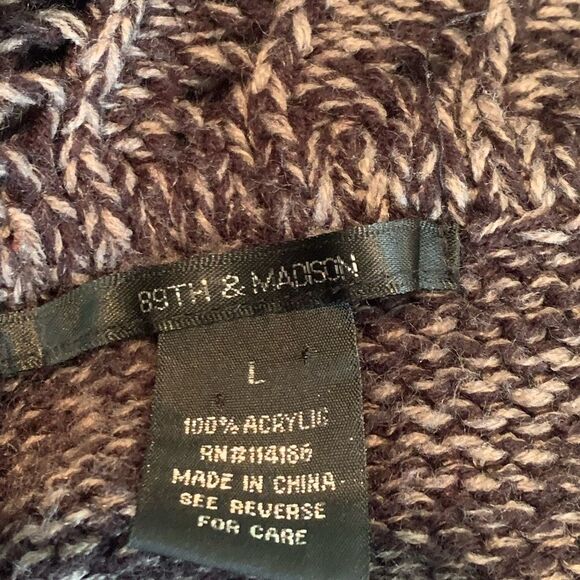 89TH & MADISON
L
100% ACRYLIC
RN#114186
MADE IN CHINA
SEE REVERSE
FOR CARE